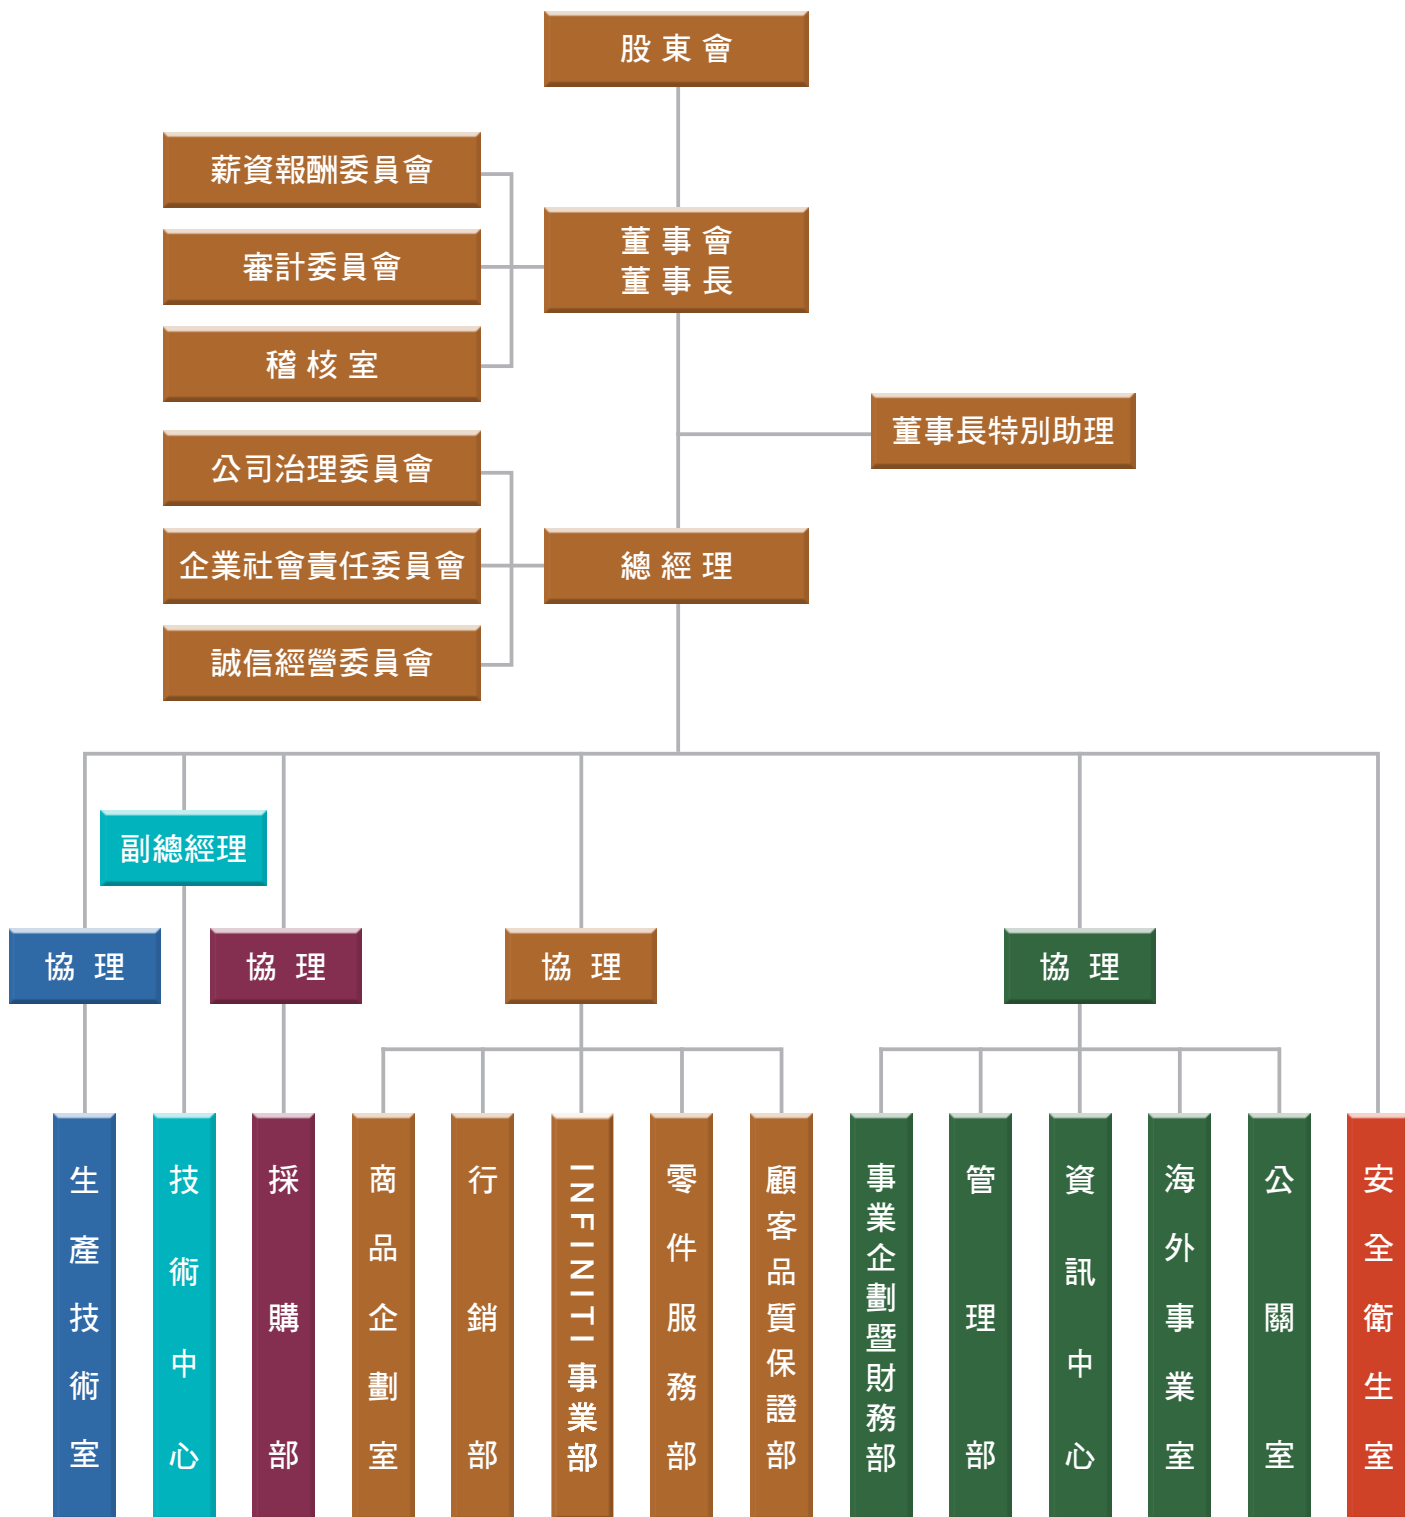 股東會
薪資報酬委員會
審計委員會
稽核室
董事會
董事長
董事長特別助理
公司治理委員會
企業社會責任委員會
誠信經營委員會
總經理
副總經理
協理
協理
協理
協理
生產技術室
技術中心
採購部
商品企劃室
行銷部
INFINITI事業部
零件服務部
顧客品質保證部
事業企劃暨財務部
管理部
資訊中心
海外事業室
公關室
安全衛生室